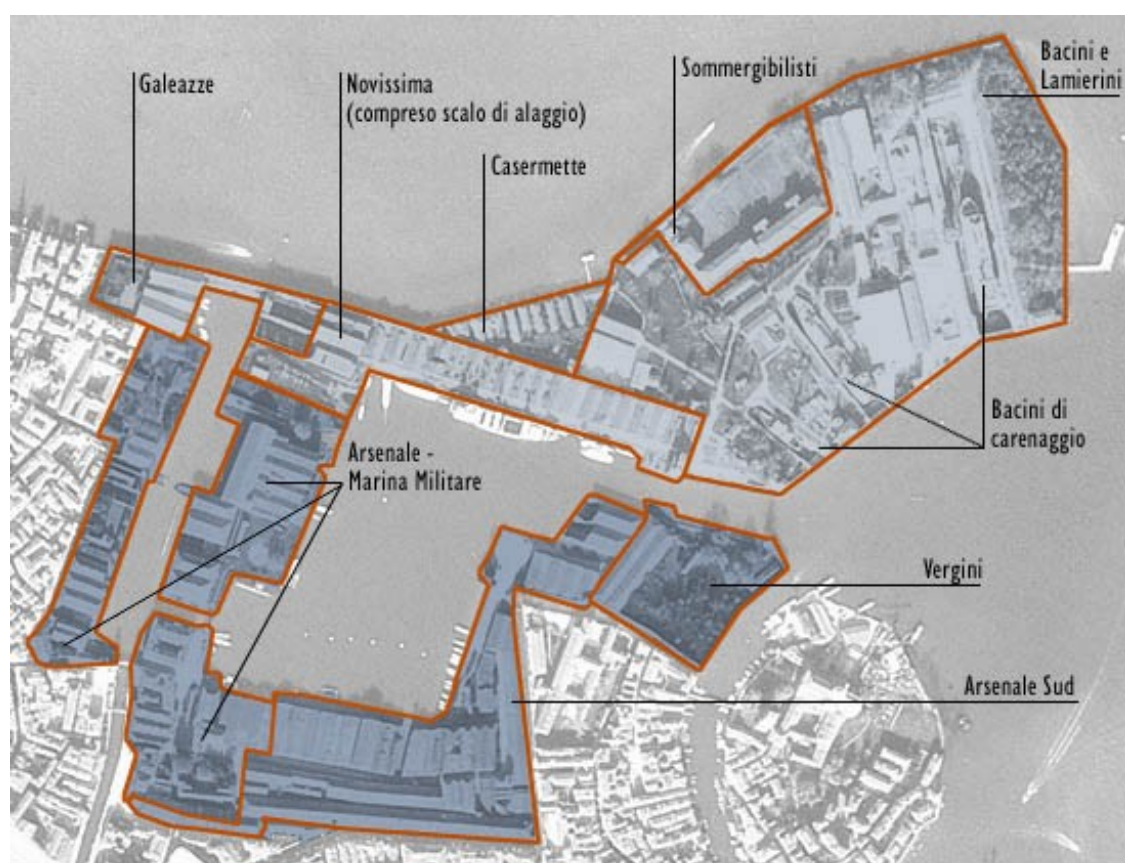 Galeazze
Novissima
(compreso scalo di alaggio)
Casermette
Sommergibilisti
Bacini e
Lamierini
Arsenale -
Marina Militare
Bacini di
carenaggio
Vergini
Arsenale Sud